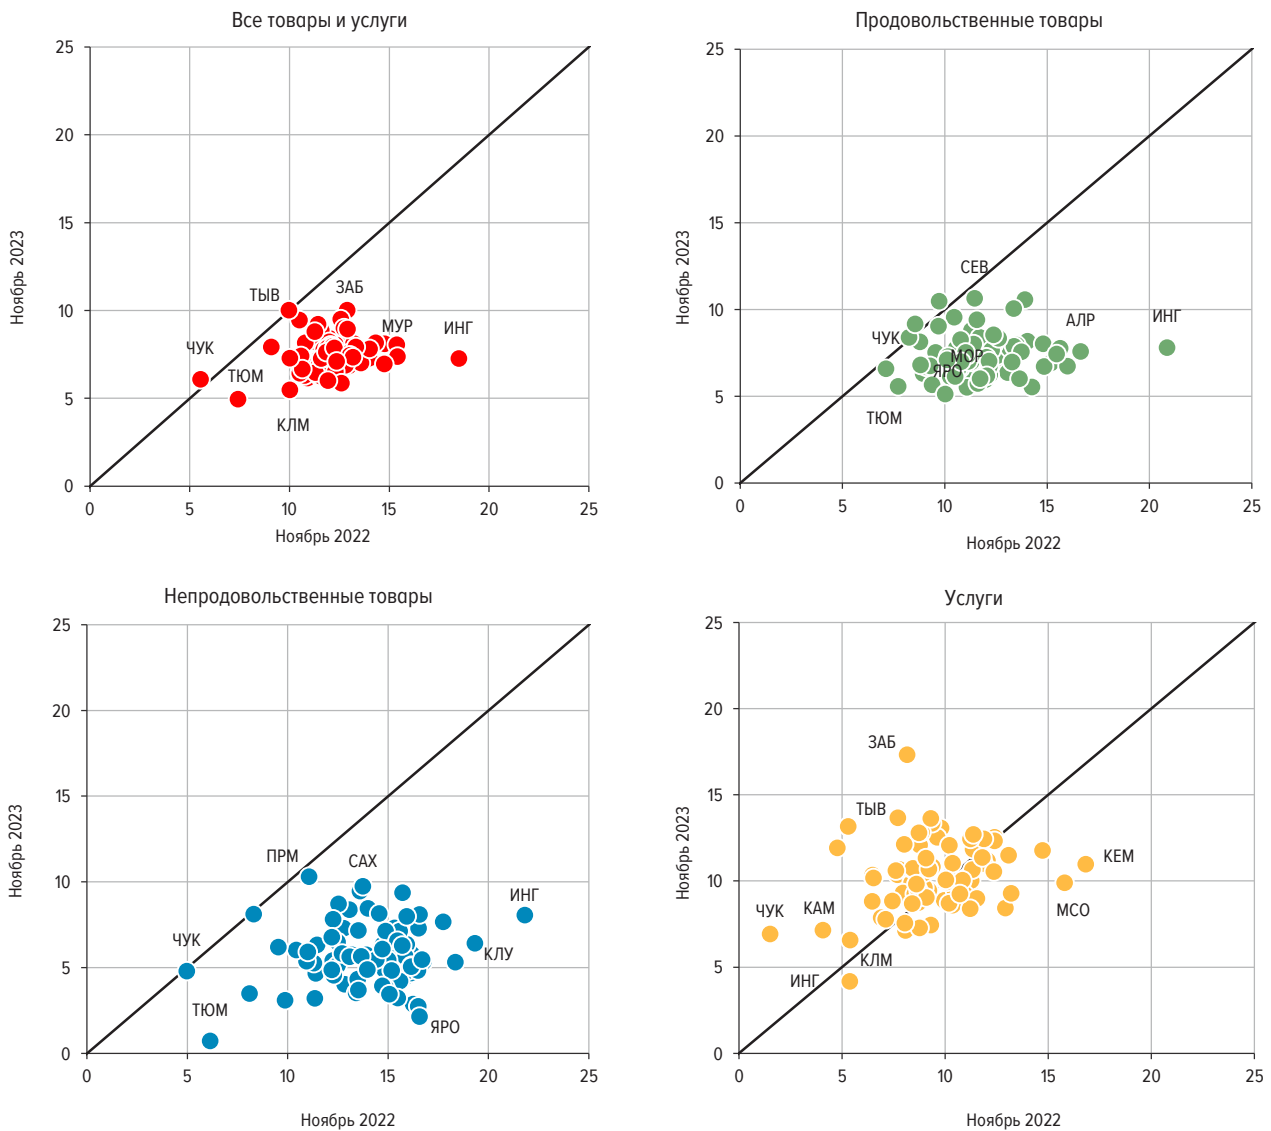 Все товары и услуги
25
20
15
10
5
0
0
5
10
15
20
25
Ноябрь 2023
Ноябрь 2022
ТЫВ
ЗАБ
МУР
ИНГ
ЧУК
ТЮМ
КЛМ
Продовольственные товары
25
20
15
10
5
0
0
5
10
15
20
25
Ноябрь 2023
Ноябрь 2022
СЕВ
АЛР
ИНГ
ЧУК
МОР
ЯРО
ТЮМ
Непродовольственные товары
25
20
15
10
5
0
0
5
10
15
20
25
Ноябрь 2023
Ноябрь 2022
ПРМ
САХ
ИНГ
ЧУК
КЛУ
ТЮМ
ЯРО
Услуги
25
20
15
10
5
0
0
5
10
15
20
25
Ноябрь 2023
Ноябрь 2022
ЗАБ
ТЫВ
КЕМ
ЧУК
КАМ
МСО
КЛМ
ИНГ